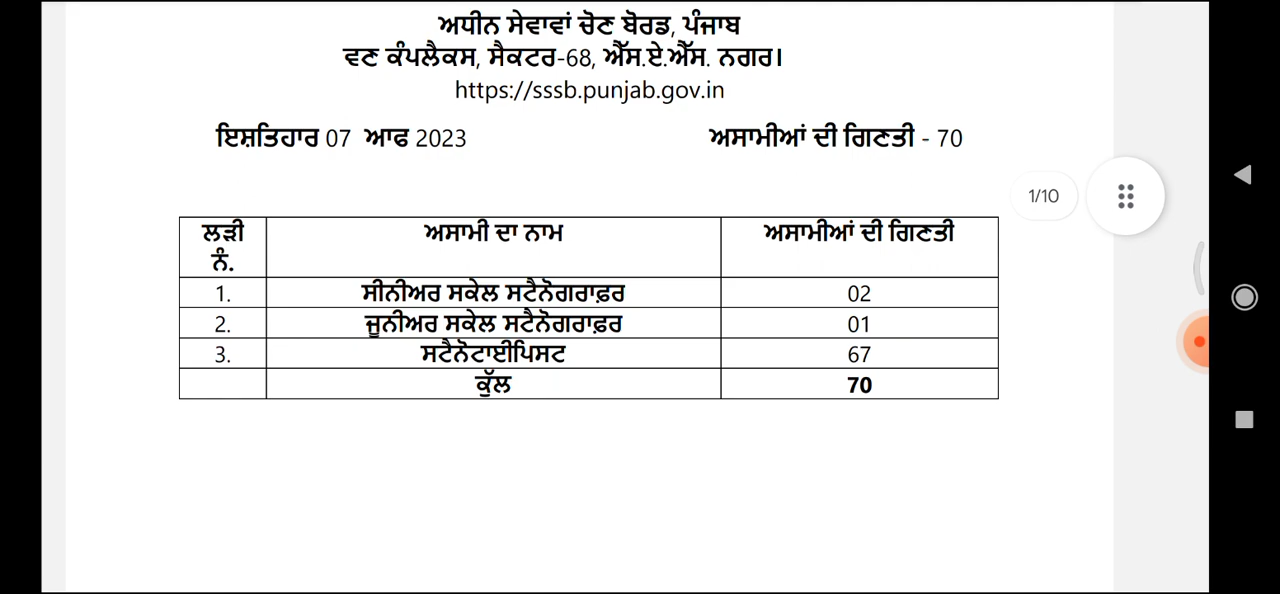 ਅਧੀਨ ਸੇਵਾਵਾਂ ਚੋਣ ਬੋਰਡ, ਪੰਜਾਬ
ਵਣ ਕੰਪਲੈਕਸ, ਸੈਕਟਰ-68, ਐੱਸ.ਏ.ਐੱਸ. ਨਗਰ।
https://sssb.punjab.gov.in
ਇਸ਼ਤਿਹਾਰ 07 ਆਫ 2023 ਅਸਾਮੀਆਂ ਦੀ ਗਿਣਤੀ - 70
1/10
ਲੜੀ ਨੰ. ਅਸਾਮੀ ਦਾ ਨਾਮ ਅਸਾਮੀਆਂ ਦੀ ਗਿਣਤੀ
1. ਸੀਨੀਅਰ ਸਕੇਲ ਸਟੈਨੋਗਰਾਫ਼ਰ 02
2. ਜੂਨੀਅਰ ਸਕੇਲ ਸਟੈਨੋਗਰਾਫ਼ਰ 01
3. ਸਟੈਨੋਟਾਈਪਿਸਟ 67
ਕੁੱਲ 70